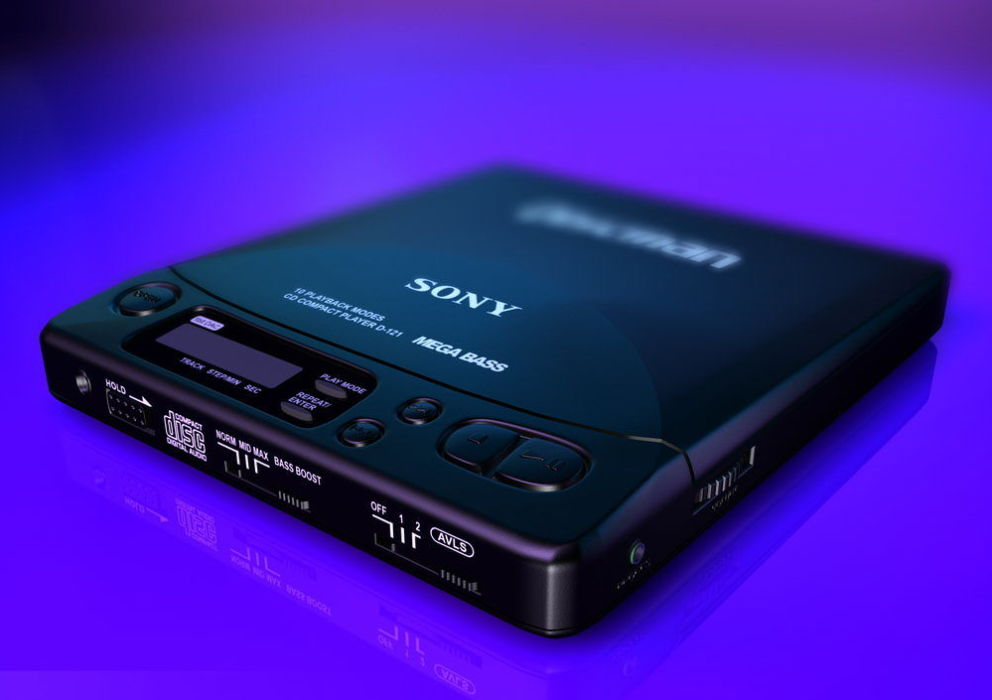 Discman
SONY
10 PLAYBACK MODES
CD COMPACT PLAYER D-121
MEGA BASS
TRACK STEP/MIN SEC
PLAY MODE
REPEAT/
ENTER
HOLD
COMPACT
disc
DIGITAL AUDIO
NORM MID MAX BASS BOOST
OFF 1 2 AVLS